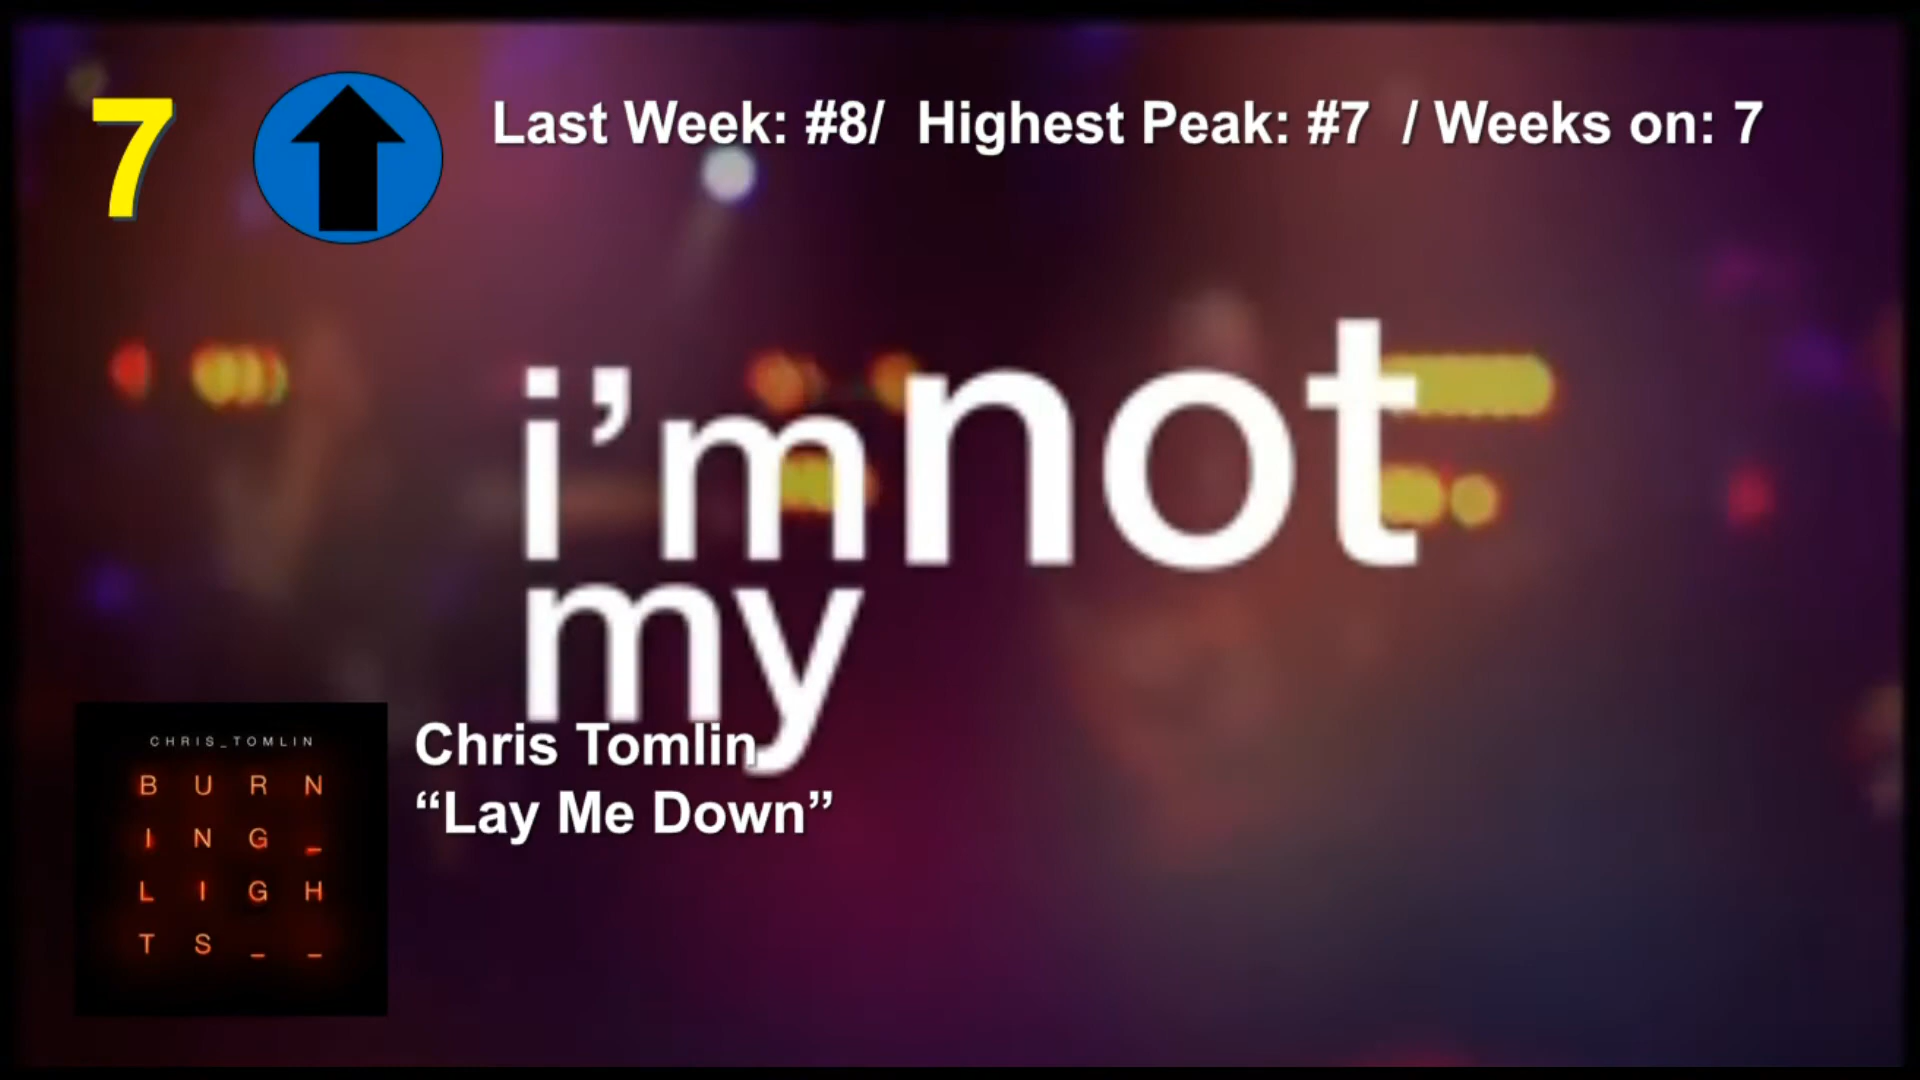 7
Last Week: #8/  Highest Peak: #7  / Weeks on: 7
i’m not
my
CHRIS_TOMLIN
B U R N
I N G _
L I G H
T S _ _
Chris Tomlin
“Lay Me Down”